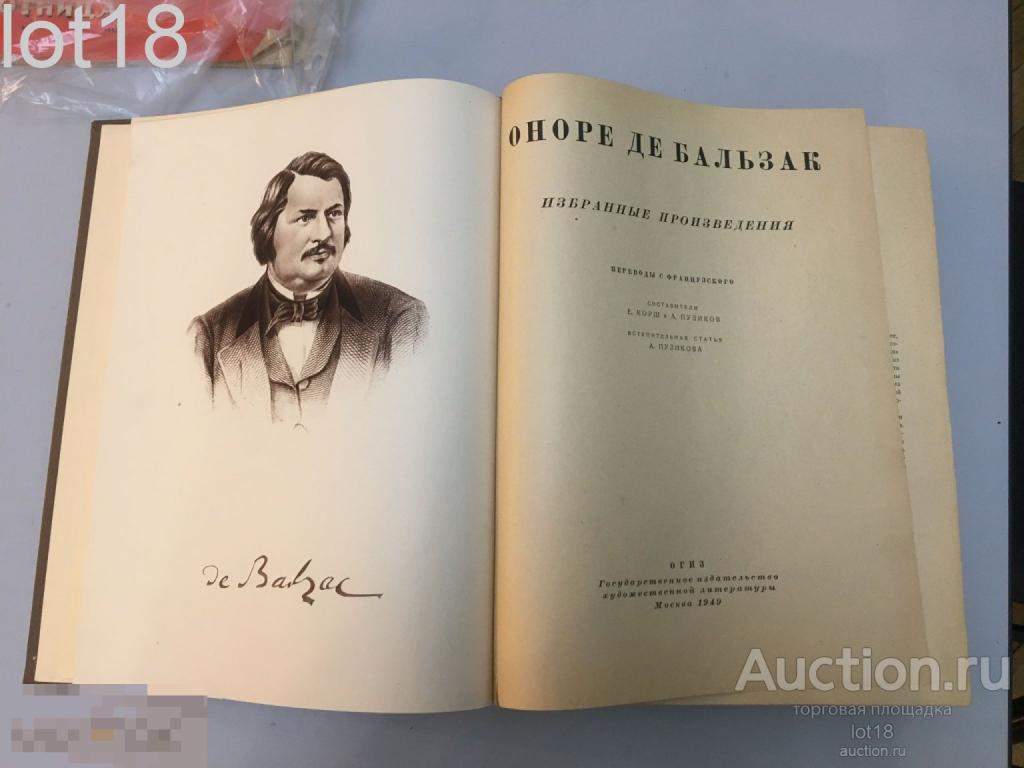 lot18
de Balzac
ОНОРЕ ДЕ БАЛЬЗАК
ИЗБРАННЫЕ ПРОИЗВЕДЕНИЯ
ПЕРЕВОДЫ С ФРАНЦУЗСКОГО
СОСТАВИТЕЛИ
Е. КОРШ и А. ПУЗИКОВ
ВСТУПИТЕЛЬНАЯ СТАТЬЯ
А. ПУЗИКОВА
ОГИЗ
Государственное издательство
художественной литературы
Москва 1949
Auction.ru
торговая площадка
lot18
auction.ru